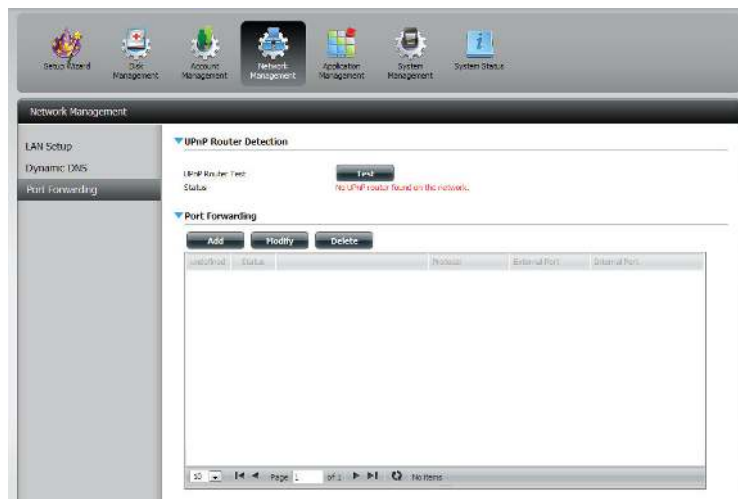 Setup Wizard
Disk Management
Account Management
Network Management
Application Management
System Management
System Status
Network Management
LAN Setup
Dynamic DNS
Port Forwarding
UPnP Router Detection
UPnP Router Test
Test
Status
No UPnP router found on the network.
Port Forwarding
Add Modify Delete
undefined Status Protocol External Port Internal Port
10 Page 1 of 1 No items